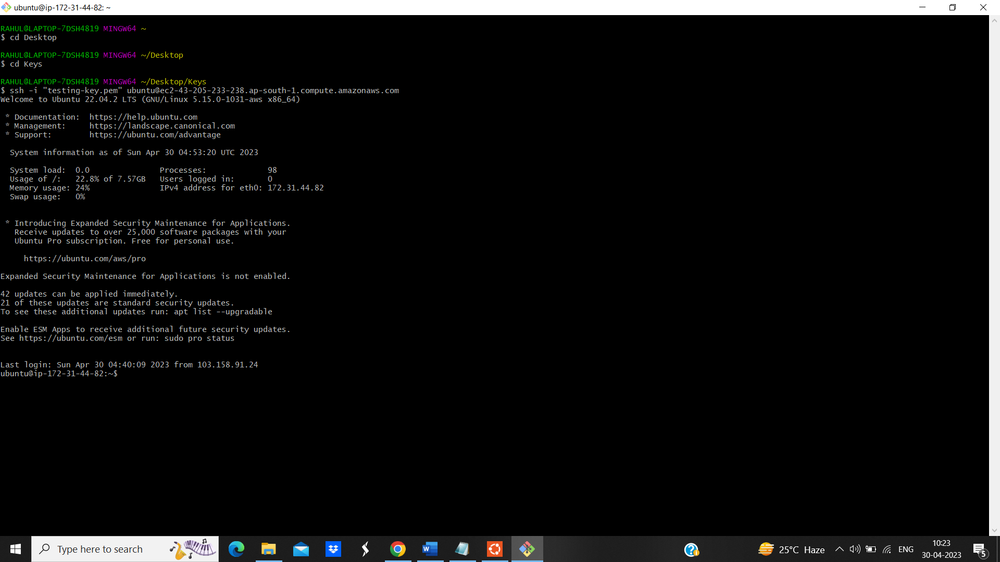 ubuntu@ip-172-31-44-82: ~
RAHUL@LAPTOP-7DSH4819 MINGW64 ~
$ cd Desktop
RAHUL@LAPTOP-7DSH4819 MINGW64 ~/Desktop
$ cd Keys
RAHUL@LAPTOP-7DSH4819 MINGW64 ~/Desktop/Keys
$ ssh -i "testing-key.pem" ubuntu@ec2-43-205-233-238.ap-south-1.compute.amazonaws.com
Welcome to Ubuntu 22.04.2 LTS (GNU/Linux 5.15.0-1031-aws x86_64)
* Documentation:  https://help.ubuntu.com
* Management:     https://landscape.canonical.com
* Support:        https://ubuntu.com/advantage
System information as of Sun Apr 30 04:53:20 UTC 2023
System load:  0.0               Processes:             98
Usage of /:   22.8% of 7.57GB   Users logged in:       0
Memory usage: 24%               IPv4 address for eth0: 172.31.44.82
Swap usage:   0%
* Introducing Expanded Security Maintenance for Applications.
Receive updates to over 25,000 software packages with your
Ubuntu Pro subscription. Free for personal use.
https://ubuntu.com/aws/pro
Expanded Security Maintenance for Applications is not enabled.
42 updates can be applied immediately.
21 of these updates are standard security updates.
To see these additional updates run: apt list --upgradable
Enable ESM Apps to receive additional future security updates.
See https://ubuntu.com/esm or run: sudo pro status
Last login: Sun Apr 30 04:40:09 2023 from 103.158.91.24
ubuntu@ip-172-31-44-82:~$
Type here to search
W
25°C Haze
ENG
10:23
30-04-2023
5